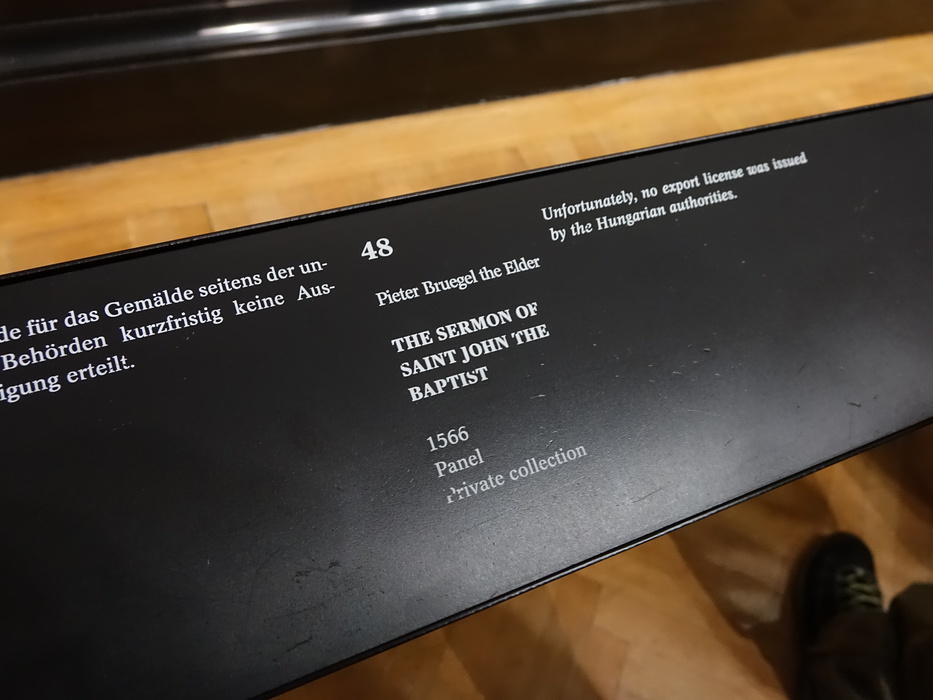 de für das Gemälde seitens der un-
Behörden kurzfristig keine Aus-
igung erteilt.
48
Pieter Bruegel the Elder
THE SERMON OF
SAINT JOHN THE
BAPTIST
1566
Panel
Private collection
Unfortunately, no export license was issued
by the Hungarian authorities.